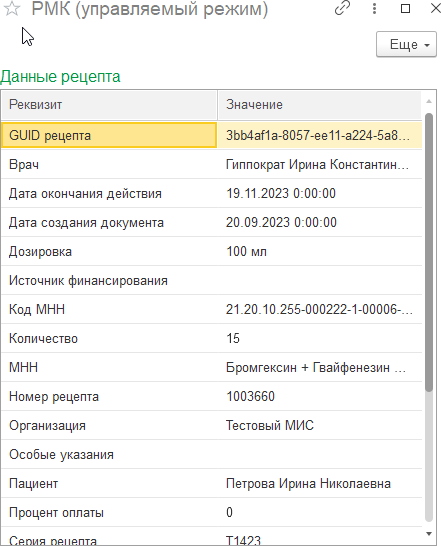 РМК (управляемый режим)
Еще
Данные рецепта
Реквизит Значение
GUID рецепта 3bb4af1a-8057-ee11-a224-5a8...
Врач Гиппократ Ирина Константин...
Дата окончания действия 19.11.2023 0:00:00
Дата создания документа 20.09.2023 0:00:00
Дозировка 100 мл
Источник финансирования
Код МНН 21.20.10.255-000222-1-00006-...
Количество 15
МНН Бромгексин + Гвайфенезин ...
Номер рецепта 1003660
Организация Тестовый МИС
Особые указания
Пациент Петрова Ирина Николаевна
Процент оплаты 0
Серия рецепта Т1423